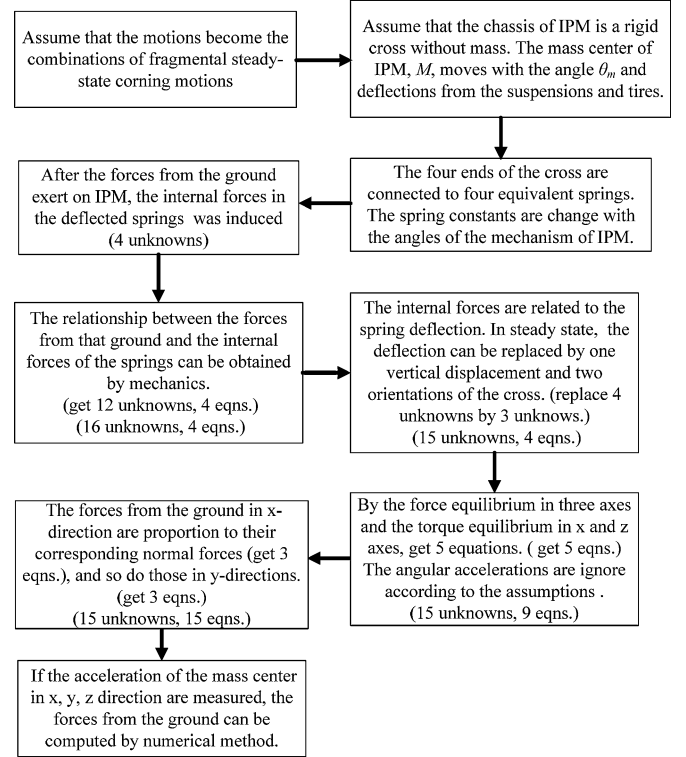 Assume that the motions become the
combinations of fragmental steady-
state corning motions
Assume that the chassis of IPM is a rigid
cross without mass. The mass center of
IPM, M, moves with the angle θm and
deflections from the suspensions and tires.
The four ends of the cross are
connected to four equivalent springs.
The spring constants are change with
the angles of the mechanism of IPM.
After the forces from the ground
exert on IPM, the internal forces in
the deflected springs was induced
(4 unknowns)
The relationship between the forces
from that ground and the internal
forces of the springs can be obtained
by mechanics.
(get 12 unknowns, 4 eqns.)
(16 unknowns, 4 eqns.)
The internal forces are related to the
spring deflection. In steady state, the
deflection can be replaced by one
vertical displacement and two
orientations of the cross. (replace 4
unknowns by 3 unknows.)
(15 unknowns, 4 eqns.)
By the force equilibrium in three axes
and the torque equilibrium in x and z
axes, get 5 equations. ( get 5 eqns.)
The angular accelerations are ignore
according to the assumptions .
(15 unknowns, 9 eqns.)
The forces from the ground in x-
direction are proportion to their
corresponding normal forces (get 3
eqns.), and so do those in y-directions.
(get 3 eqns.)
(15 unknowns, 15 eqns.)
If the acceleration of the mass center
in x, y, z direction are measured, the
forces from the ground can be
computed by numerical method.